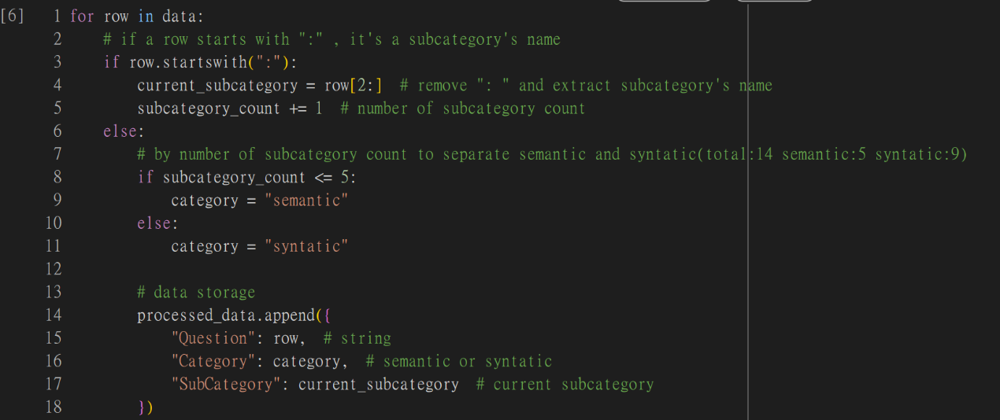 [6] 1 for row in data:
2     # if a row starts with ":" , it's a subcategory's name
3     if row.startswith(":"):
4         current_subcategory = row[2:]  # remove ": " and extract subcategory's name
5         subcategory_count += 1  # number of subcategory count
6     else:
7         # by number of subcategory count to separate semantic and syntatic(total:14 semantic:5 syntatic:9)
8         if subcategory_count <= 5:
9             category = "semantic"
10         else:
11             category = "syntatic"
12
13         # data storage
14         processed_data.append({
15             "Question": row,  # string
16             "Category": category,  # semantic or syntatic
17             "SubCategory": current_subcategory  # current subcategory
18         })